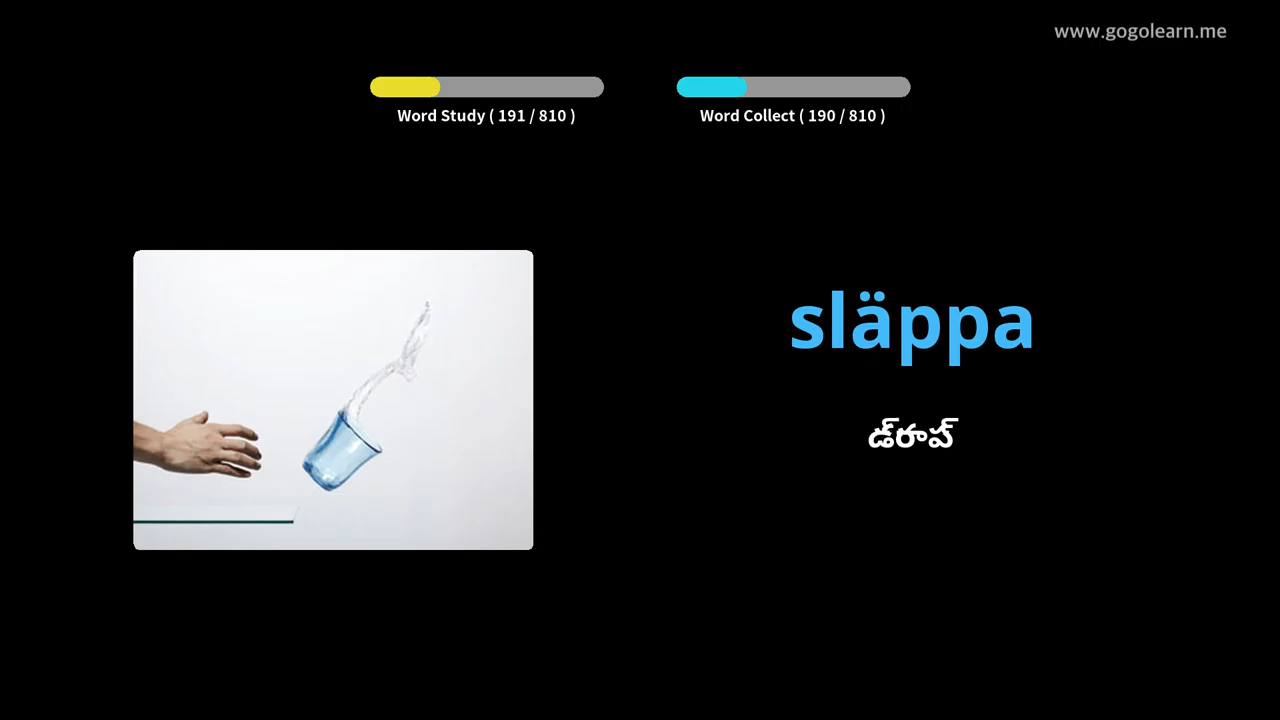 www.gogolearn.me
Word Study ( 191 / 810 )
Word Collect ( 190 / 810 )
släppa
డ్‌రాప్